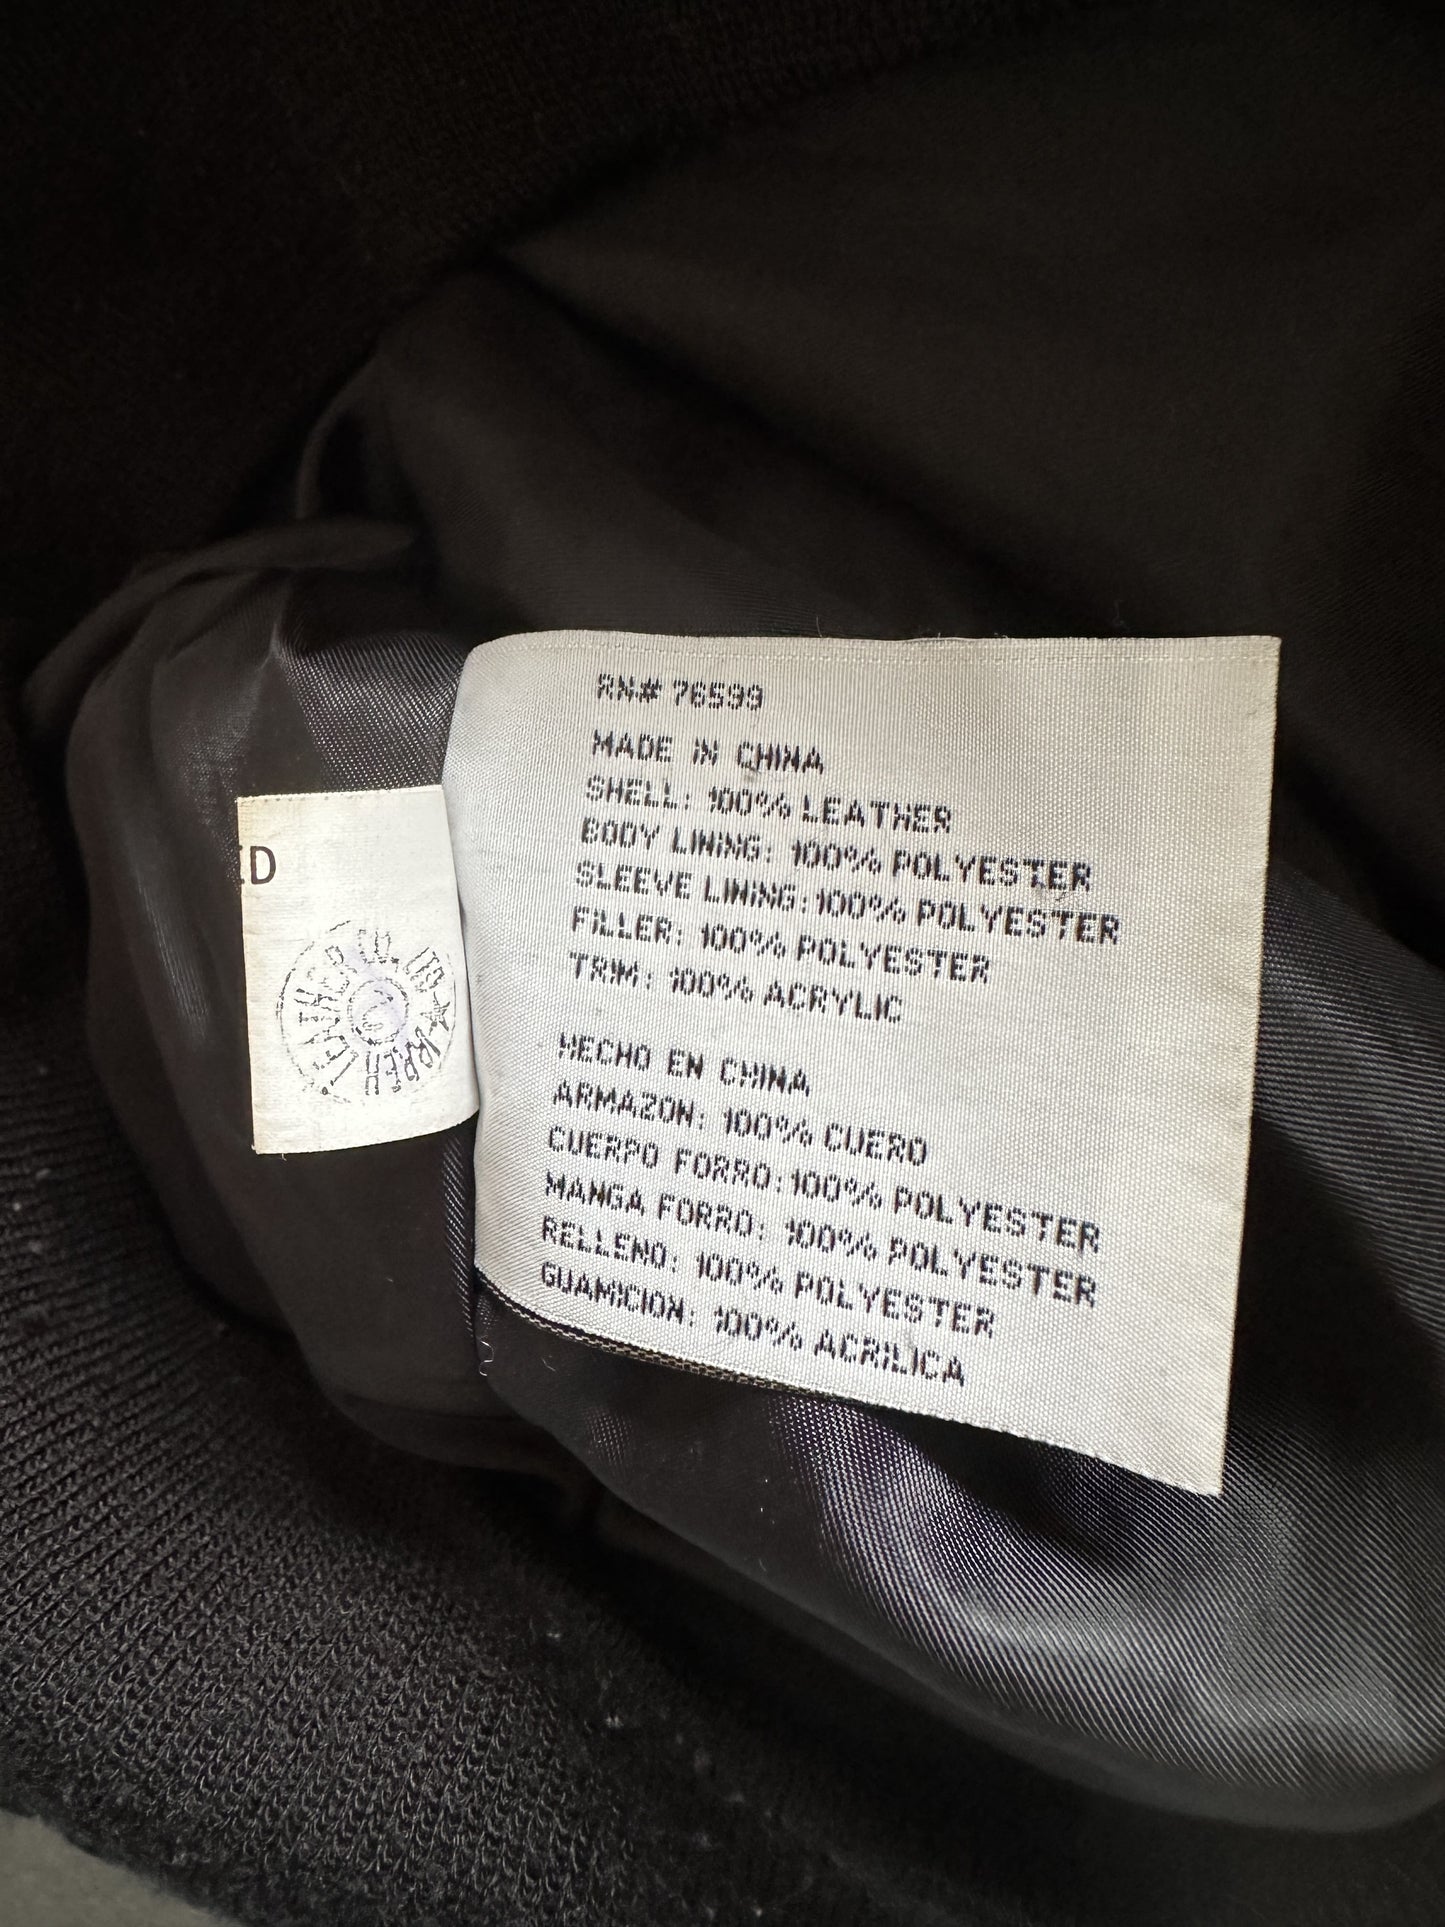 RN# 76599
MADE IN CHINA
SHELL: 100% LEATHER
BODY LINING: 100% POLYESTER
SLEEVE LINING: 100% POLYESTER
FILLER: 100% POLYESTER
TRIM: 100% ACRYLIC
HECHO EN CHINA
ARMAZON: 100% CUERO
CUERPO FORRO: 100% POLYESTER
MANGA FORRO: 100% POLYESTER
RELLENO: 100% POLYESTER
GUAMICION: 100% ACRILICA
ID